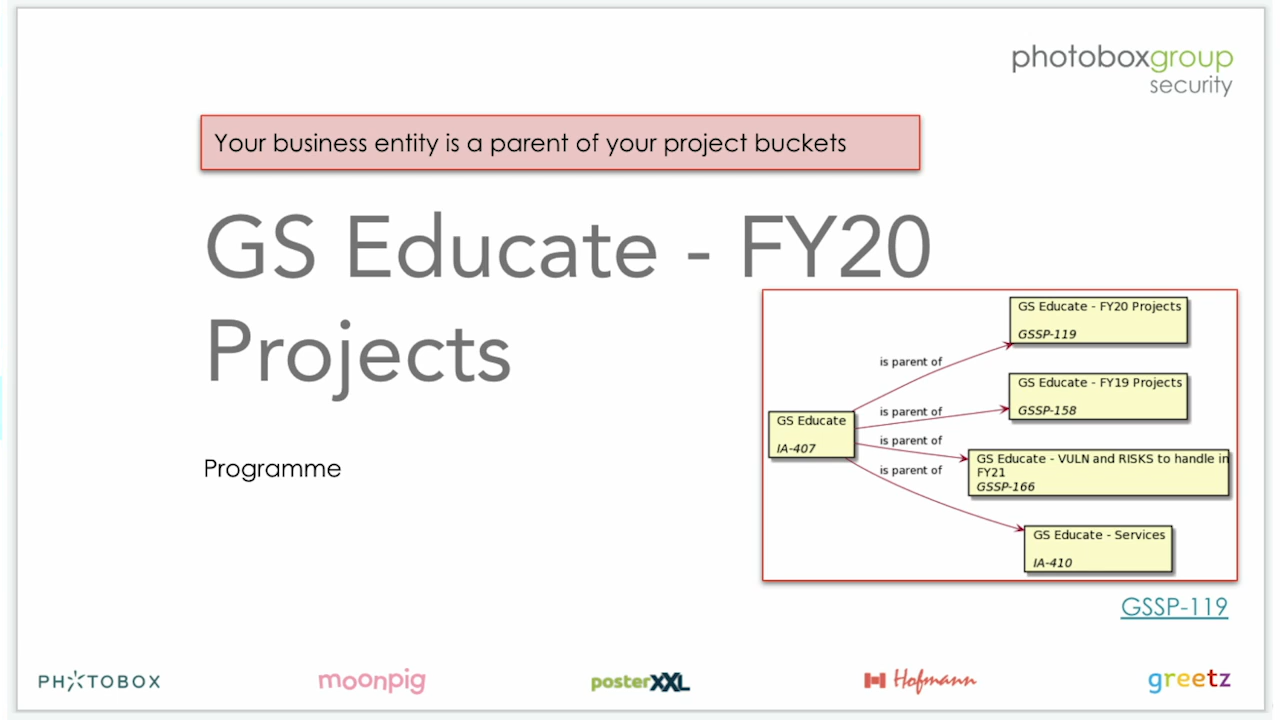 photoboxgroup
security
Your business entity is a parent of your project buckets
GS Educate - FY20
Projects
Programme
GS Educate - FY20 Projects
GSSP-119
is parent of
GS Educate - FY19 Projects
GSSP-158
is parent of
GS Educate
IA-407
is parent of
GS Educate - VULN and RISKS to handle in
FY21
GSSP-166
is parent of
GS Educate - Services
IA-410
GSSP-119
PHOTOBOX
moonpig
posterXXL
Hofmann
greetz